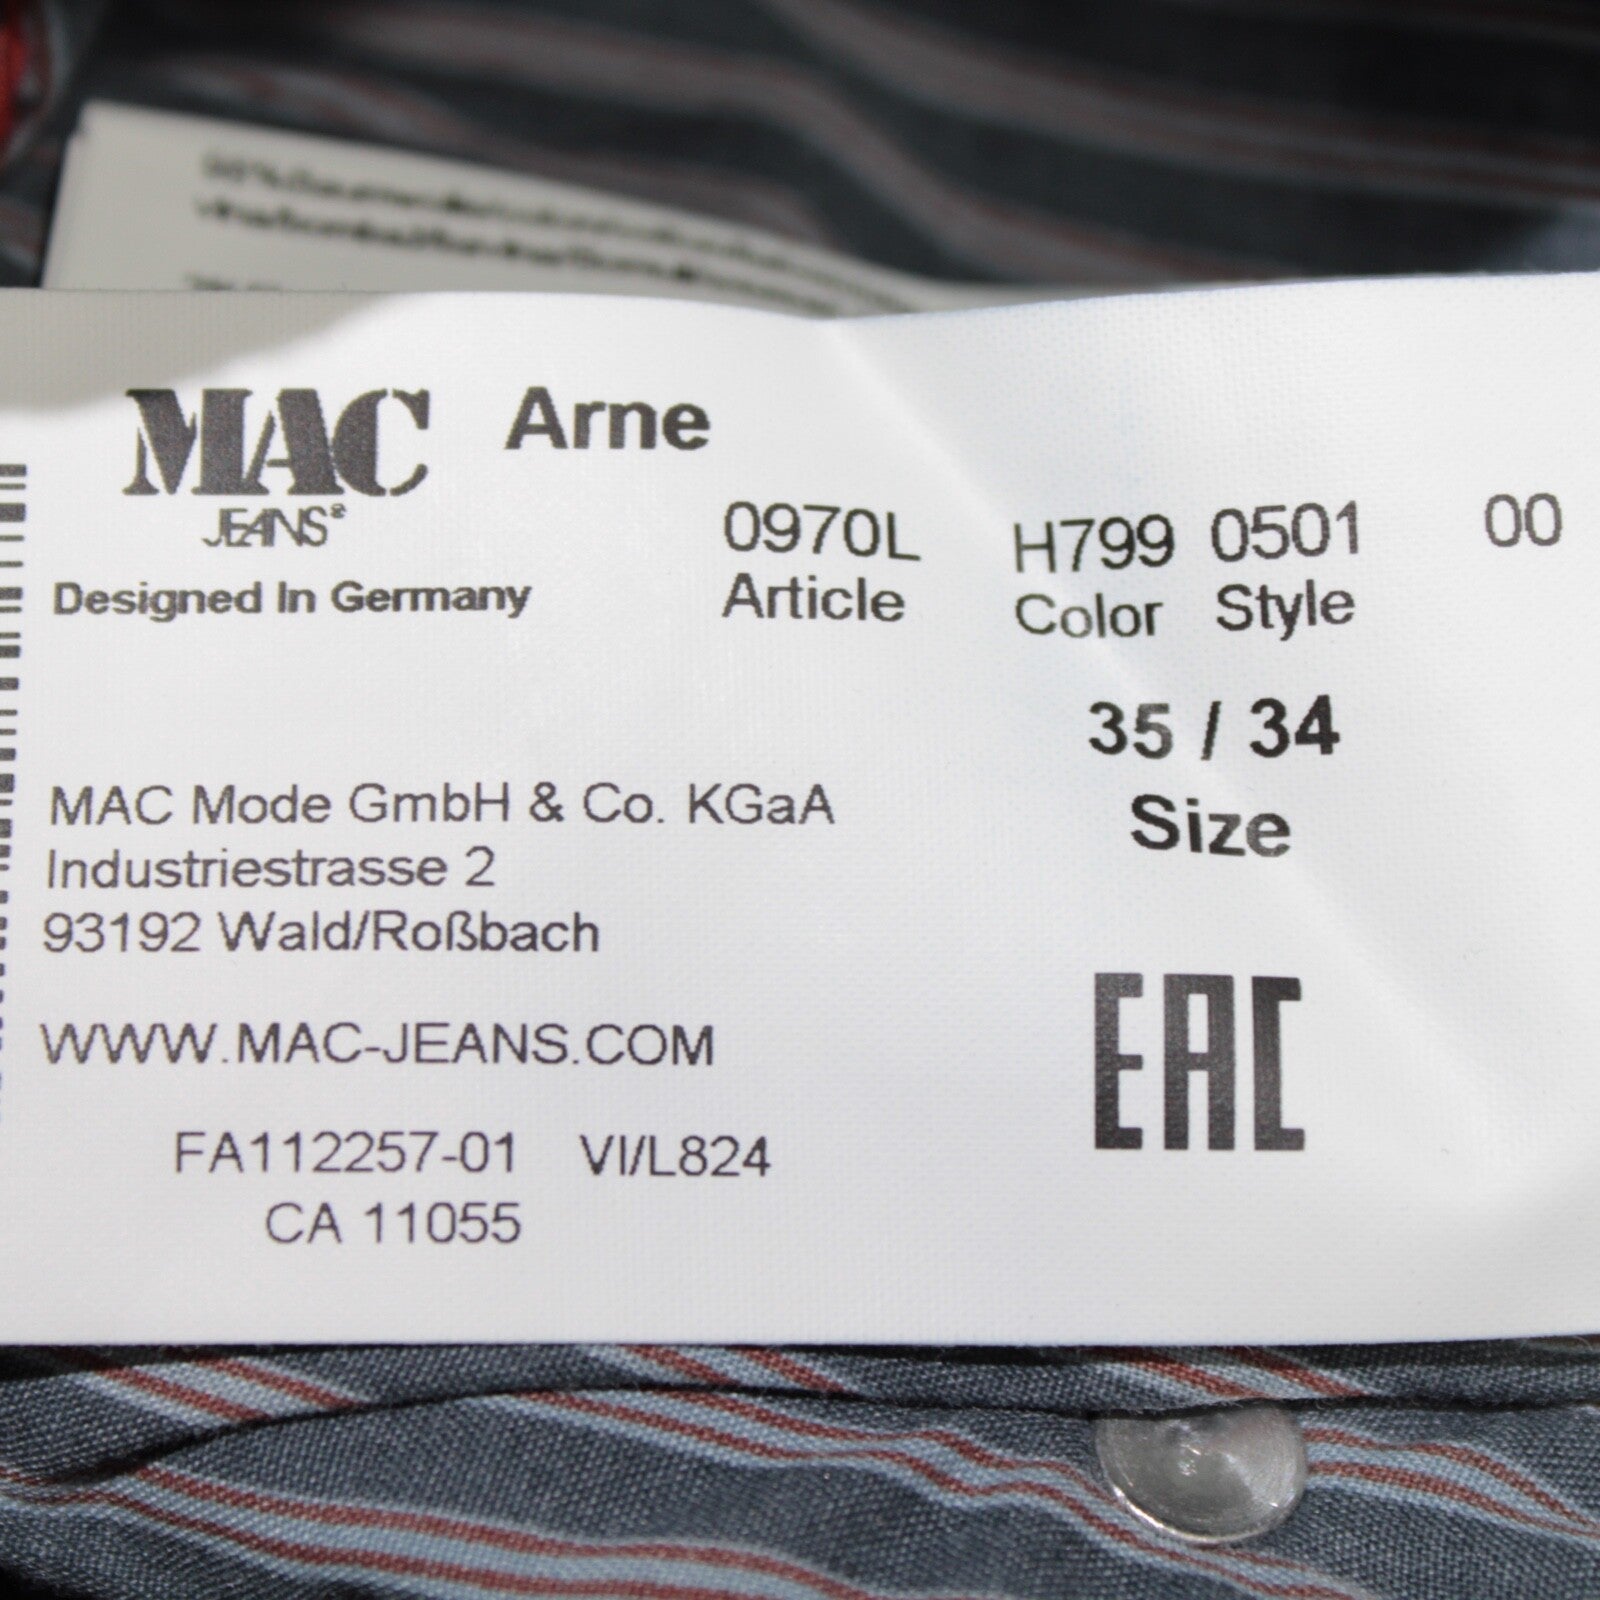 MAC Arne
JEANS®
0970L H799 0501 00
Designed In Germany Article Color Style
35 / 34
Size
MAC Mode GmbH & Co. KGaA
Industriestrasse 2
93192 Wald/Roßbach
WWW.MAC-JEANS.COM
EAC
FA112257-01 VI/L824
CA 11055